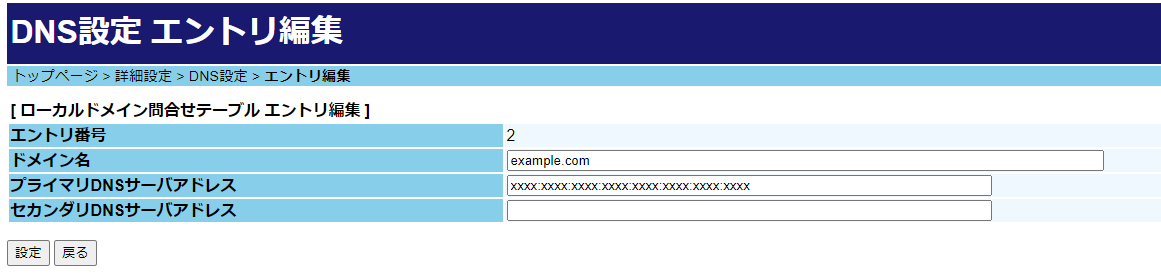 DNS設定 エントリ編集
トップページ > 詳細設定 > DNS設定 > エントリ編集
[ ローカルドメイン問合せテーブル エントリ編集 ]
エントリ番号 2
ドメイン名 example.com
プライマリDNSサーバアドレス xxxx:xxxx:xxxx:xxxx:xxxx:xxxx:xxxx:xxxx
セカンダリDNSサーバアドレス
設定 戻る